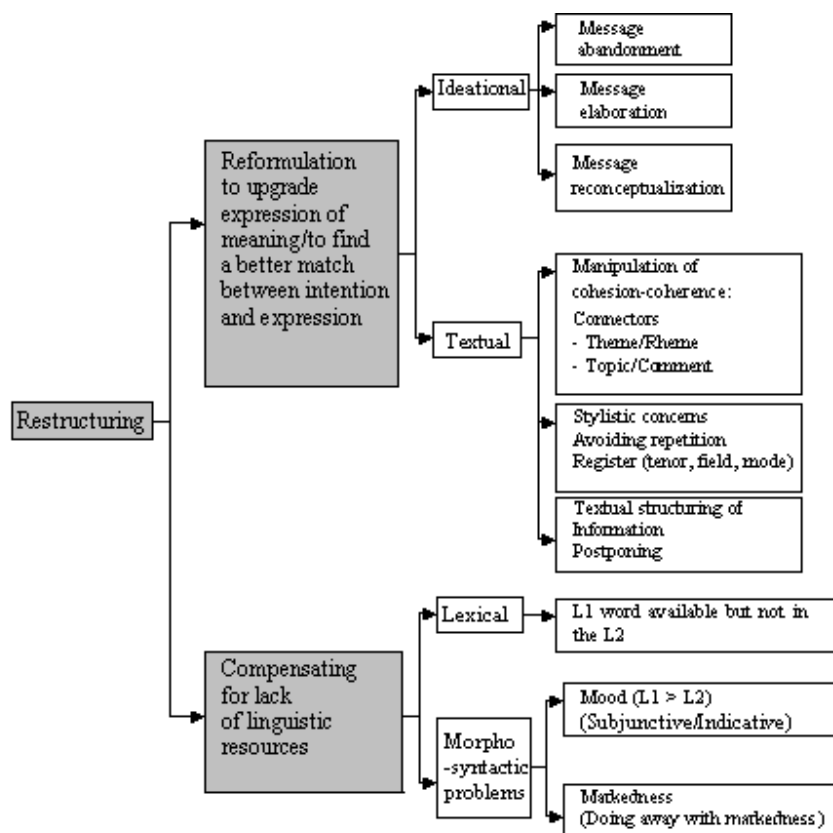 Restructuring
Reformulation
to upgrade
expression of
meaning/to find
a better match
between intention
and expression
Ideational
Message
abandonment
Message
elaboration
Message
reconceptualization
Textual
Manipulation of
cohesion-coherence:
Connectors
- Theme/Rheme
- Topic/Comment
Stylistic concerns
Avoiding repetition
Register (tenor, field, mode)
Textual structuring of
Information
Postponing
Compensating
for lack
of linguistic
resources
Lexical
L1 word available but not in
the L2
Morpho
-syntactic
problems
Mood (L1 > L2)
(Subjunctive/Indicative)
Markedness
(Doing away with markedness)